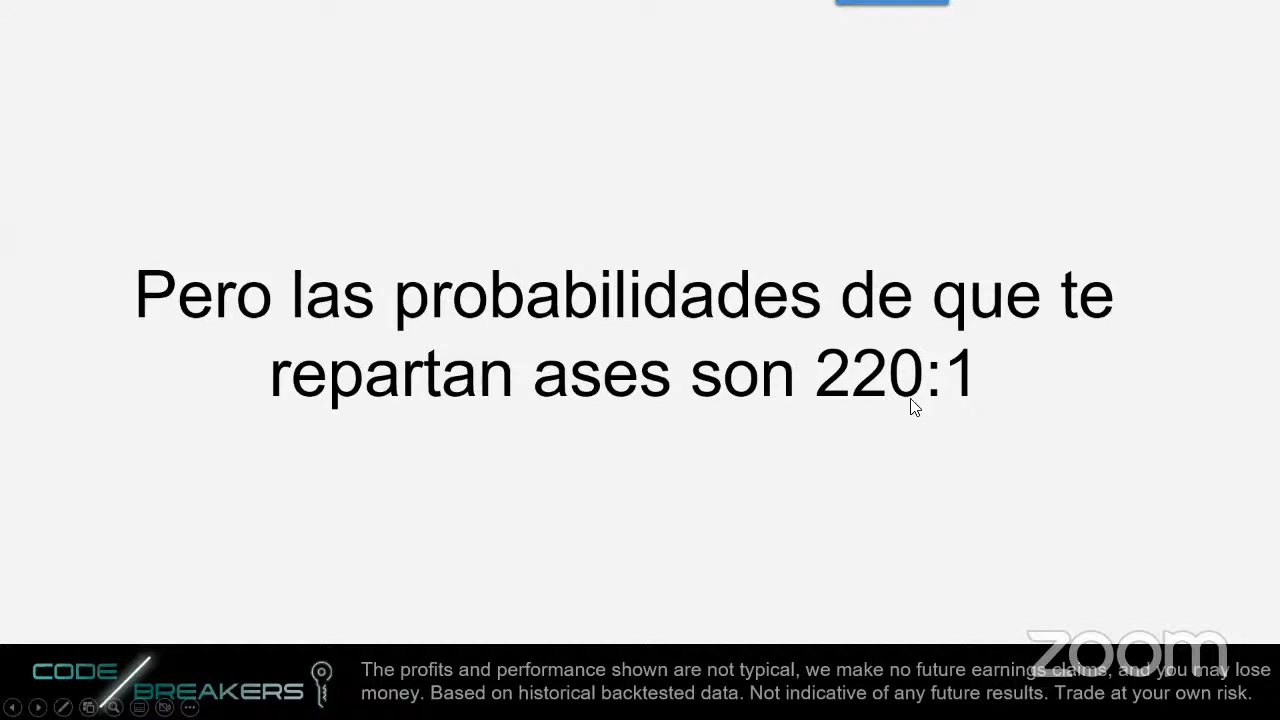 Pero las probabilidades de que te
repartan ases son 220:1
zoom
CODE
BREAKERS
The profits and performance shown are not typical, we make no future earnings claims, and you may lose
money. Based on historical backtested data. Not indicative of any future results. Trade at your own risk.